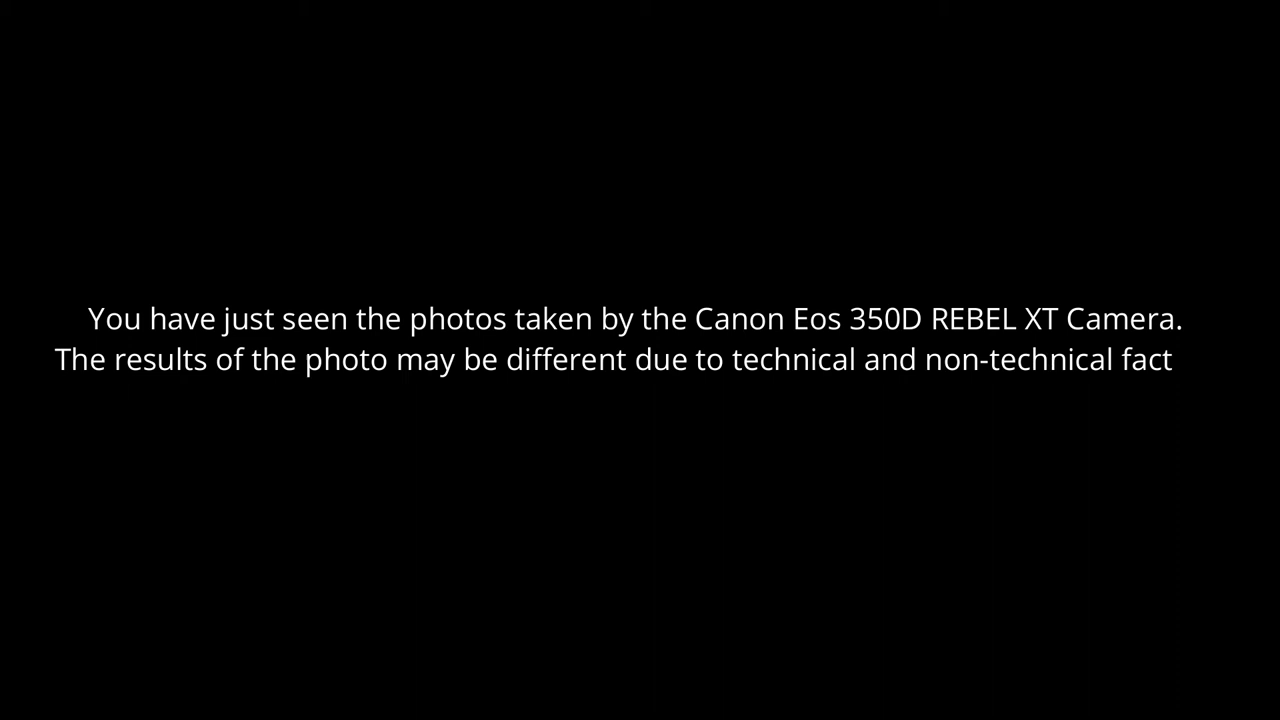 You have just seen the photos taken by the Canon Eos 350D REBEL XT Camera.
The results of the photo may be different due to technical and non-technical fact